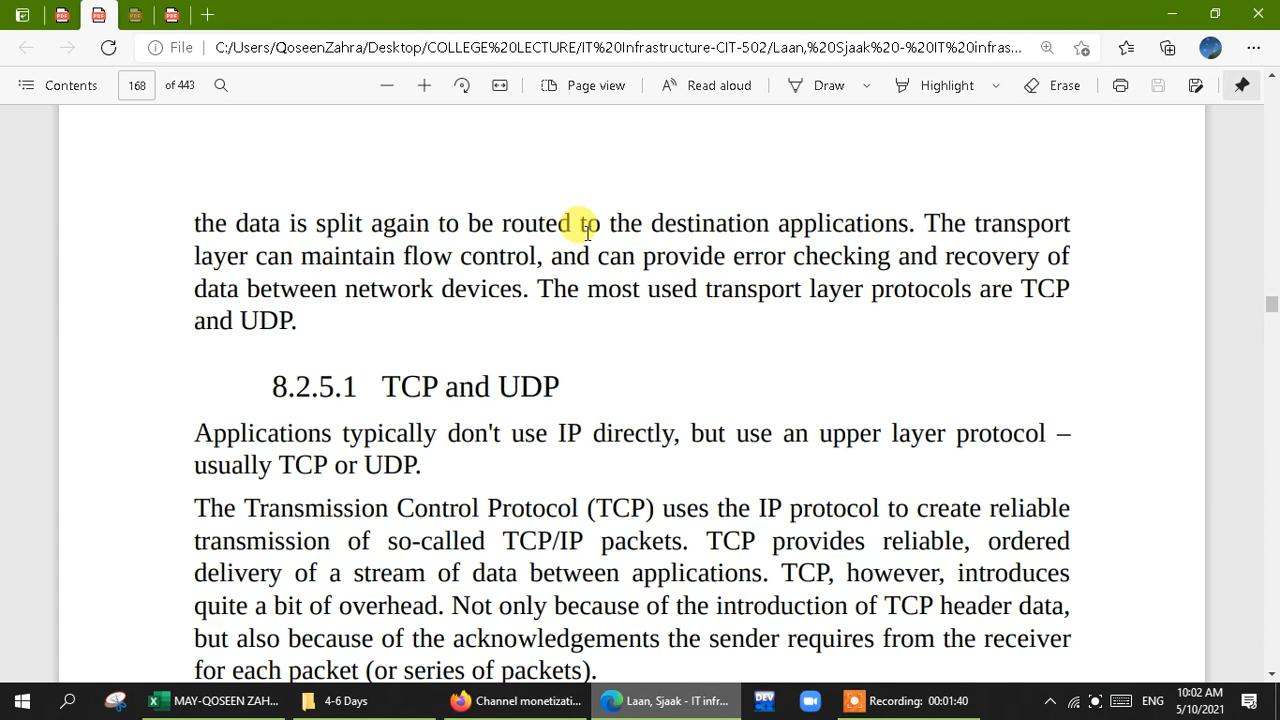 File
C:/Users/QoseenZahra/Desktop/COLLEGE%20LECTURE/IT%20Infrastructure-CIT-502/Laan,%20Sjaak%20-%20IT%20infras...
Contents
168
of 443
Page view
Read aloud
Draw
Highlight
Erase
the data is split again to be routed to the destination applications. The transport
layer can maintain flow control, and can provide error checking and recovery of
data between network devices. The most used transport layer protocols are TCP
and UDP.
8.2.5.1 TCP and UDP
Applications typically don't use IP directly, but use an upper layer protocol –
usually TCP or UDP.
The Transmission Control Protocol (TCP) uses the IP protocol to create reliable
transmission of so-called TCP/IP packets. TCP provides reliable, ordered
delivery of a stream of data between applications. TCP, however, introduces
quite a bit of overhead. Not only because of the introduction of TCP header data,
but also because of the acknowledgements the sender requires from the receiver
for each packet (or series of packets).
MAY-QOSEEN ZAH...
4-6 Days
Channel monetizati...
Laan, Sjaak - IT infra...
DEV
Recording: 00:01:40
ENG
10:02 AM
5/10/2021